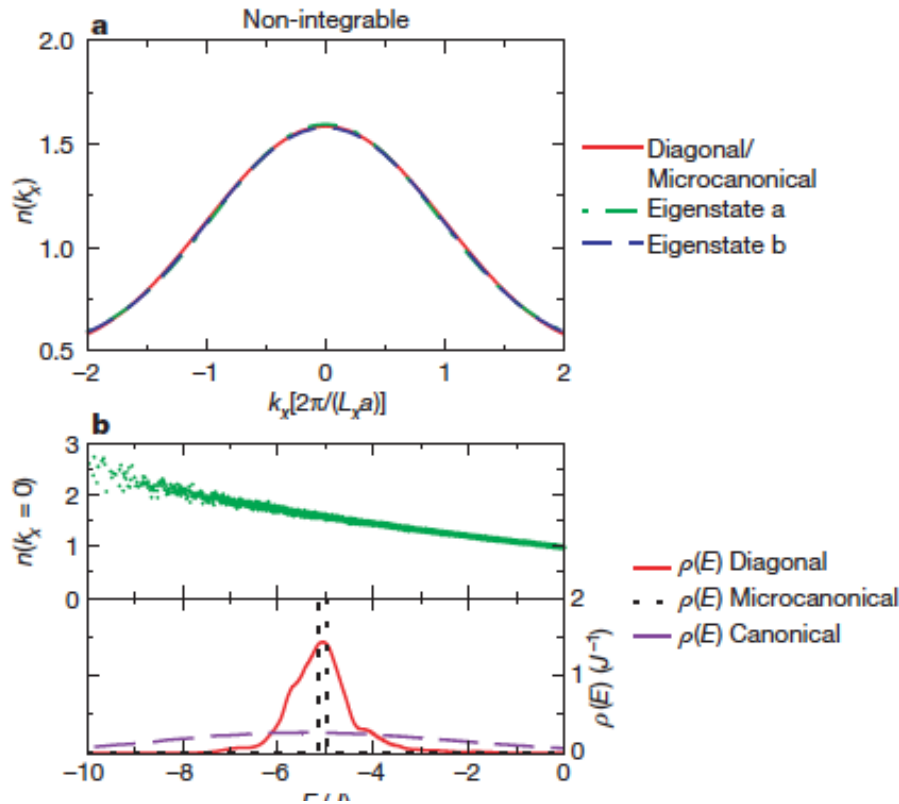 a
Non-integrable
2.0
1.5
1.0
0.5
n(kₓ)
−2 −1 0 1 2
kₓ[2π/(Lₓa)]
Diagonal/
Microcanonical
Eigenstate a
Eigenstate b
b
3
2
1
0
n(kₓ = 0)
2
1
0
ρ(E) (J⁻¹)
−10 −8 −6 −4 −2 0
ρ(E) Diagonal
ρ(E) Microcanonical
ρ(E) Canonical